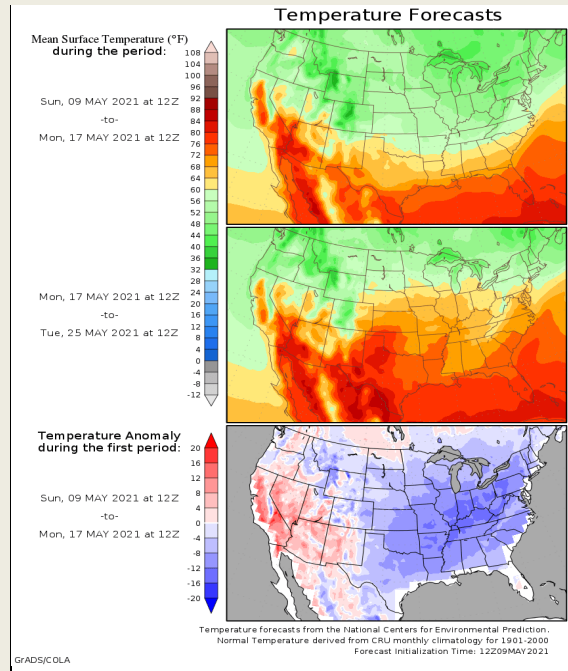 Temperature Forecasts
Mean Surface Temperature (°F)
during the period:
108
104
100
96
92
88
84
80
76
72
68
64
60
56
52
48
44
40
36
32
28
24
20
16
12
8
4
0
-4
-8
-12
Sun, 09 MAY 2021 at 12Z
-to-
Mon, 17 MAY 2021 at 12Z
Mon, 17 MAY 2021 at 12Z
-to-
Tue, 25 MAY 2021 at 12Z
Temperature Anomaly
during the first period:
20
16
12
8
4
0
-4
-8
-12
-16
-20
Sun, 09 MAY 2021 at 12Z
-to-
Mon, 17 MAY 2021 at 12Z
Temperature forecasts from the National Centers for Environmental Prediction.
Normal Temperature derived from CRU monthly climatology for 1901-2000
Forecast Initialization Time: 12Z09MAY2021
GrADS/COLA